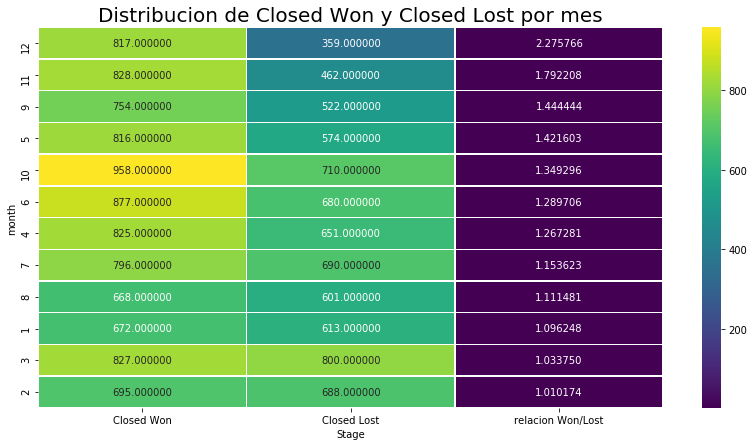 Distribucion de Closed Won y Closed Lost por mes
12 817.000000 359.000000 2.275766
11 828.000000 462.000000 1.792208
9 754.000000 522.000000 1.444444
5 816.000000 574.000000 1.421603
10 958.000000 710.000000 1.349296
6 877.000000 680.000000 1.289706
4 825.000000 651.000000 1.267281
7 796.000000 690.000000 1.153623
8 668.000000 601.000000 1.111481
1 672.000000 613.000000 1.096248
3 827.000000 800.000000 1.033750
2 695.000000 688.000000 1.010174
month
Closed Won Closed Lost relacion Won/Lost
Stage
800
600
400
200